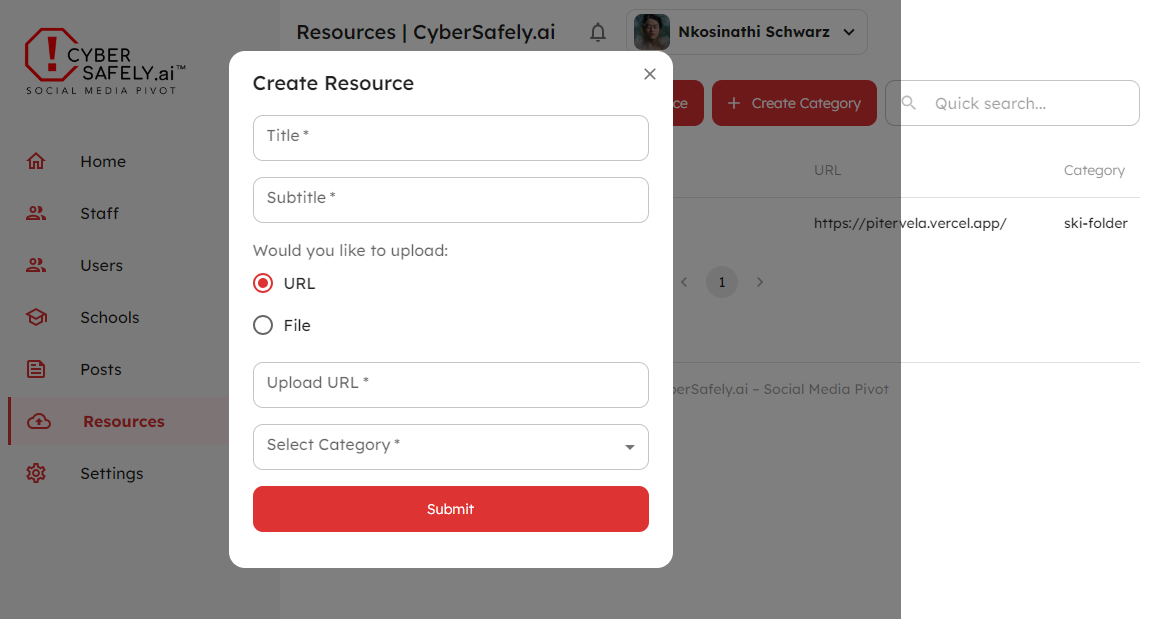 CYBER
SAFELY.ai™
SOCIAL MEDIA PIVOT
Home
Staff
Users
Schools
Posts
Resources
Settings
Resources | CyberSafely.ai
Nkosinathi Schwarz
ce
+ Create Category
Quick search...
URL
Category
https://pitervela.vercel.app/
ski-folder
1
berSafely.ai – Social Media Pivot
Create Resource
Title *
Subtitle *
Would you like to upload:
URL
File
Upload URL *
Select Category *
Submit